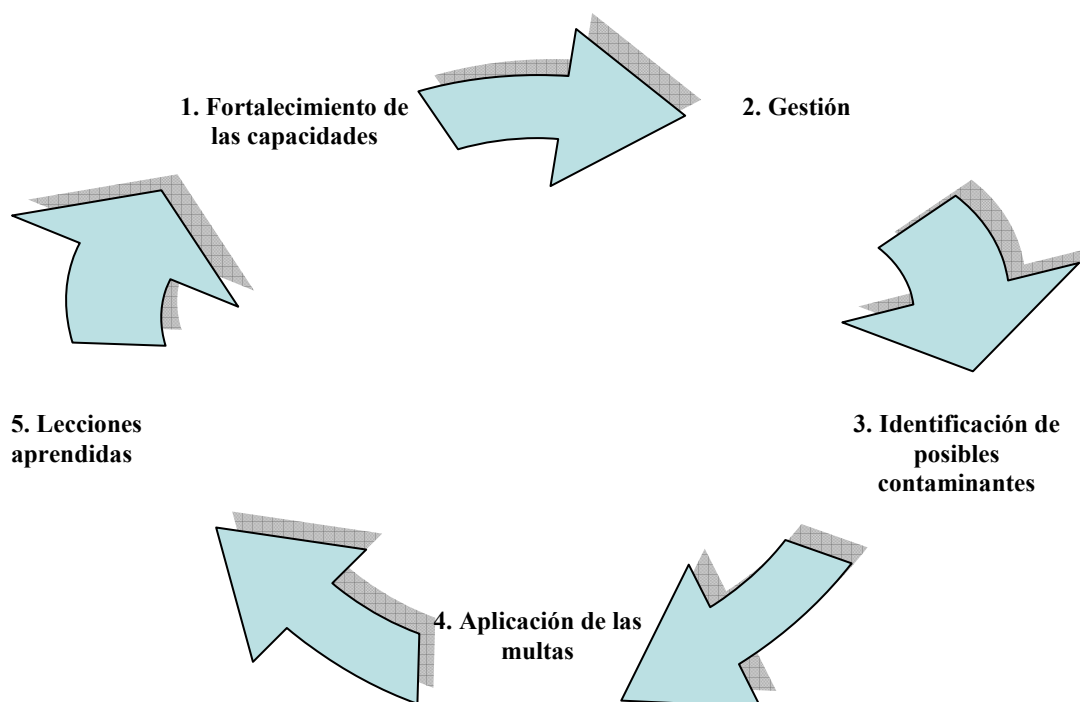 1. Fortalecimiento de
las capacidades
2. Gestión
3. Identificación de
posibles
contaminantes
4. Aplicación de las
multas
5. Lecciones
aprendidas